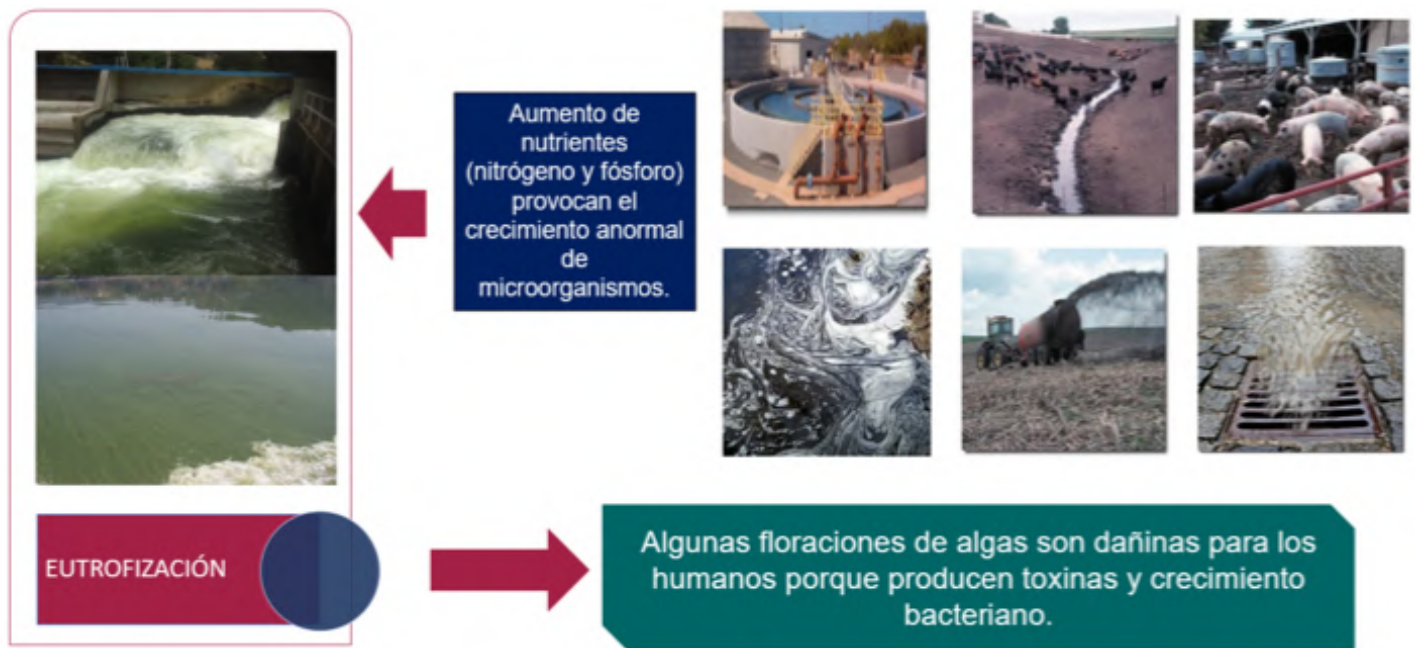 Aumento de
nutrientes
(nitrógeno y fósforo)
provocan el
crecimiento anormal
de
microorganismos.
EUTROFIZACIÓN
Algunas floraciones de algas son dañinas para los
humanos porque producen toxinas y crecimiento
bacteriano.